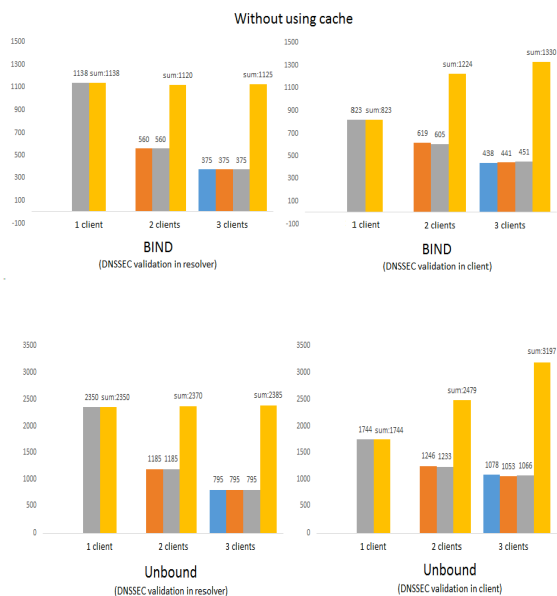 Without using cache
1500
1300
1100
900
700
500
300
100
-100
1138 sum:1138
560 560
sum:1120
375 375 375
sum:1125
1 client
2 clients
3 clients
BIND
(DNSSEC validation in resolver)
1500
1300
1100
900
700
500
300
100
-100
823 sum:823
619 605
sum:1224
438 441 451
sum:1330
1 client
2 clients
3 clients
BIND
(DNSSEC validation in client)
3500
3000
2500
2000
1500
1000
500
0
2350 sum:2350
1185 1185
sum:2370
795 795 795
sum:2385
1 client
2 clients
3 clients
Unbound
(DNSSEC validation in resolver)
3500
3000
2500
2000
1500
1000
500
0
1744 sum:1744
1246 1233
sum:2479
1078 1053 1066
sum:3197
1 client
2 clients
3 clients
Unbound
(DNSSEC validation in client)